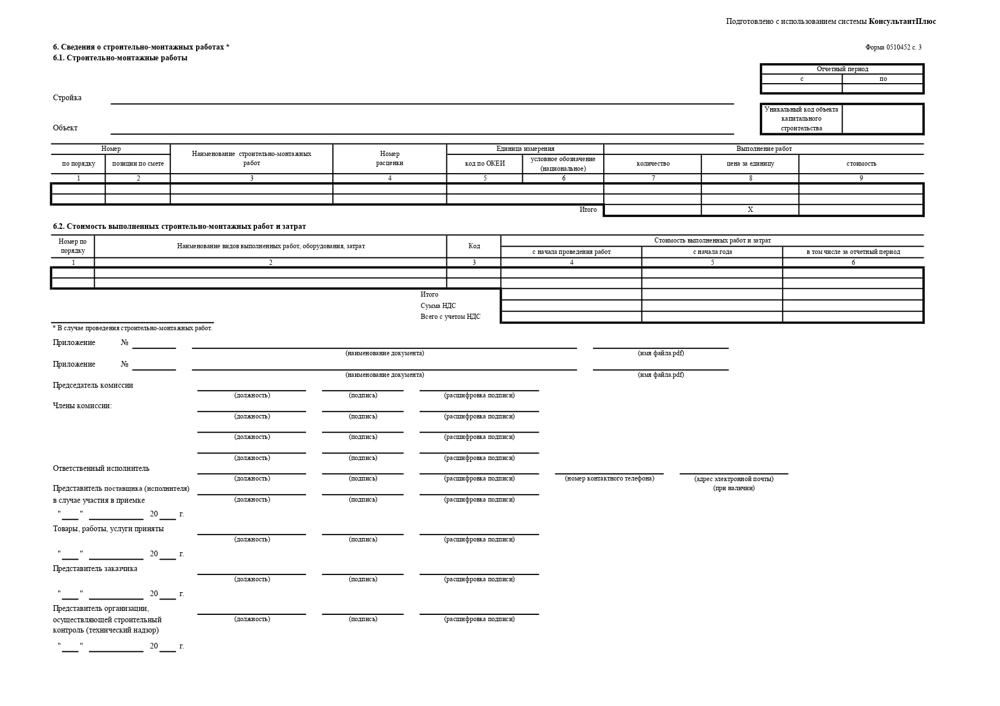 Подготовлено с использованием системы КонсультантПлюс
6. Сведения о строительно-монтажных работах *
Форма 0510452 с. 3
6.1. Строительно-монтажные работы
Отчетный период
с по
Стройка
Уникальный код объекта
капитального
строительства
Объект
Номер Единица измерения Выполнение работ
Наименование строительно-монтажных
работ
Номер
расценки
по порядку позиции по смете код по ОКЕИ условное обозначение
(национальное)
количество цена за единицу стоимость
1 2 3 4 5 6 7 8 9
Итого X
6.2. Стоимость выполненных строительно-монтажных работ и затрат
Номер по
порядку
Наименование видов выполненных работ, оборудования, затрат Код Стоимость выполненных работ и затрат
с начала проведения работ с начала года в том числе за отчетный период
1 2 3 4 5 6
Итого
Сумма НДС
Всего с учетом НДС
* В случае проведения строительно-монтажных работ.
Приложение №
(наименование документа) (имя файла.pdf)
Приложение №
(наименование документа) (имя файла.pdf)
Председатель комиссии
(должность) (подпись) (расшифровка подписи)
Члены комиссии:
(должность) (подпись) (расшифровка подписи)
(должность) (подпись) (расшифровка подписи)
(должность) (подпись) (расшифровка подписи)
Ответственный исполнитель
(должность) (подпись) (расшифровка подписи) (номер контактного телефона) (адрес электронной почты)
(при наличии)
Представитель поставщика (исполнителя)
в случае участия в приемке
(должность) (подпись) (расшифровка подписи)
" " 20 г.
Товары, работы, услуги приняты
(должность) (подпись) (расшифровка подписи)
" " 20 г.
Представитель заказчика
(должность) (подпись) (расшифровка подписи)
" " 20 г.
Представитель организации,
осуществляющей строительный
контроль (технический надзор)
(должность) (подпись) (расшифровка подписи)
" " 20 г.